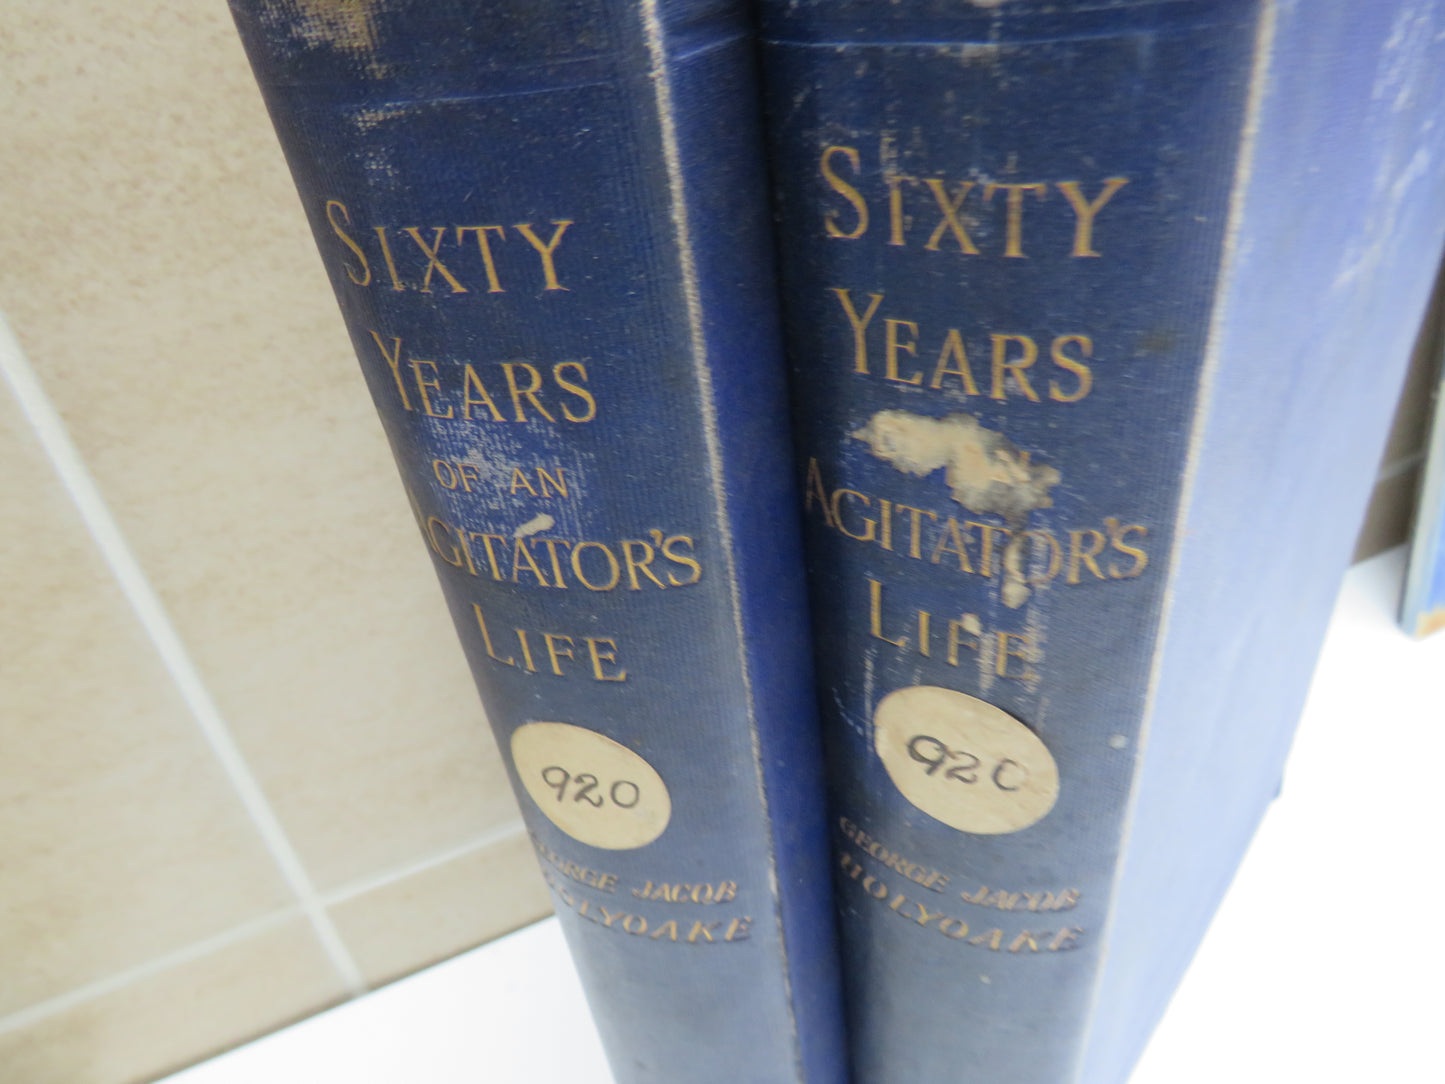 SIXTY
YEARS
OF AN
AGITATOR'S
LIFE
920
GEORGE JACOB
HOLYOAKE
SIXTY
YEARS
AGITATOR'S
LIFE
920
GEORGE JACOB
HOLYOAKE